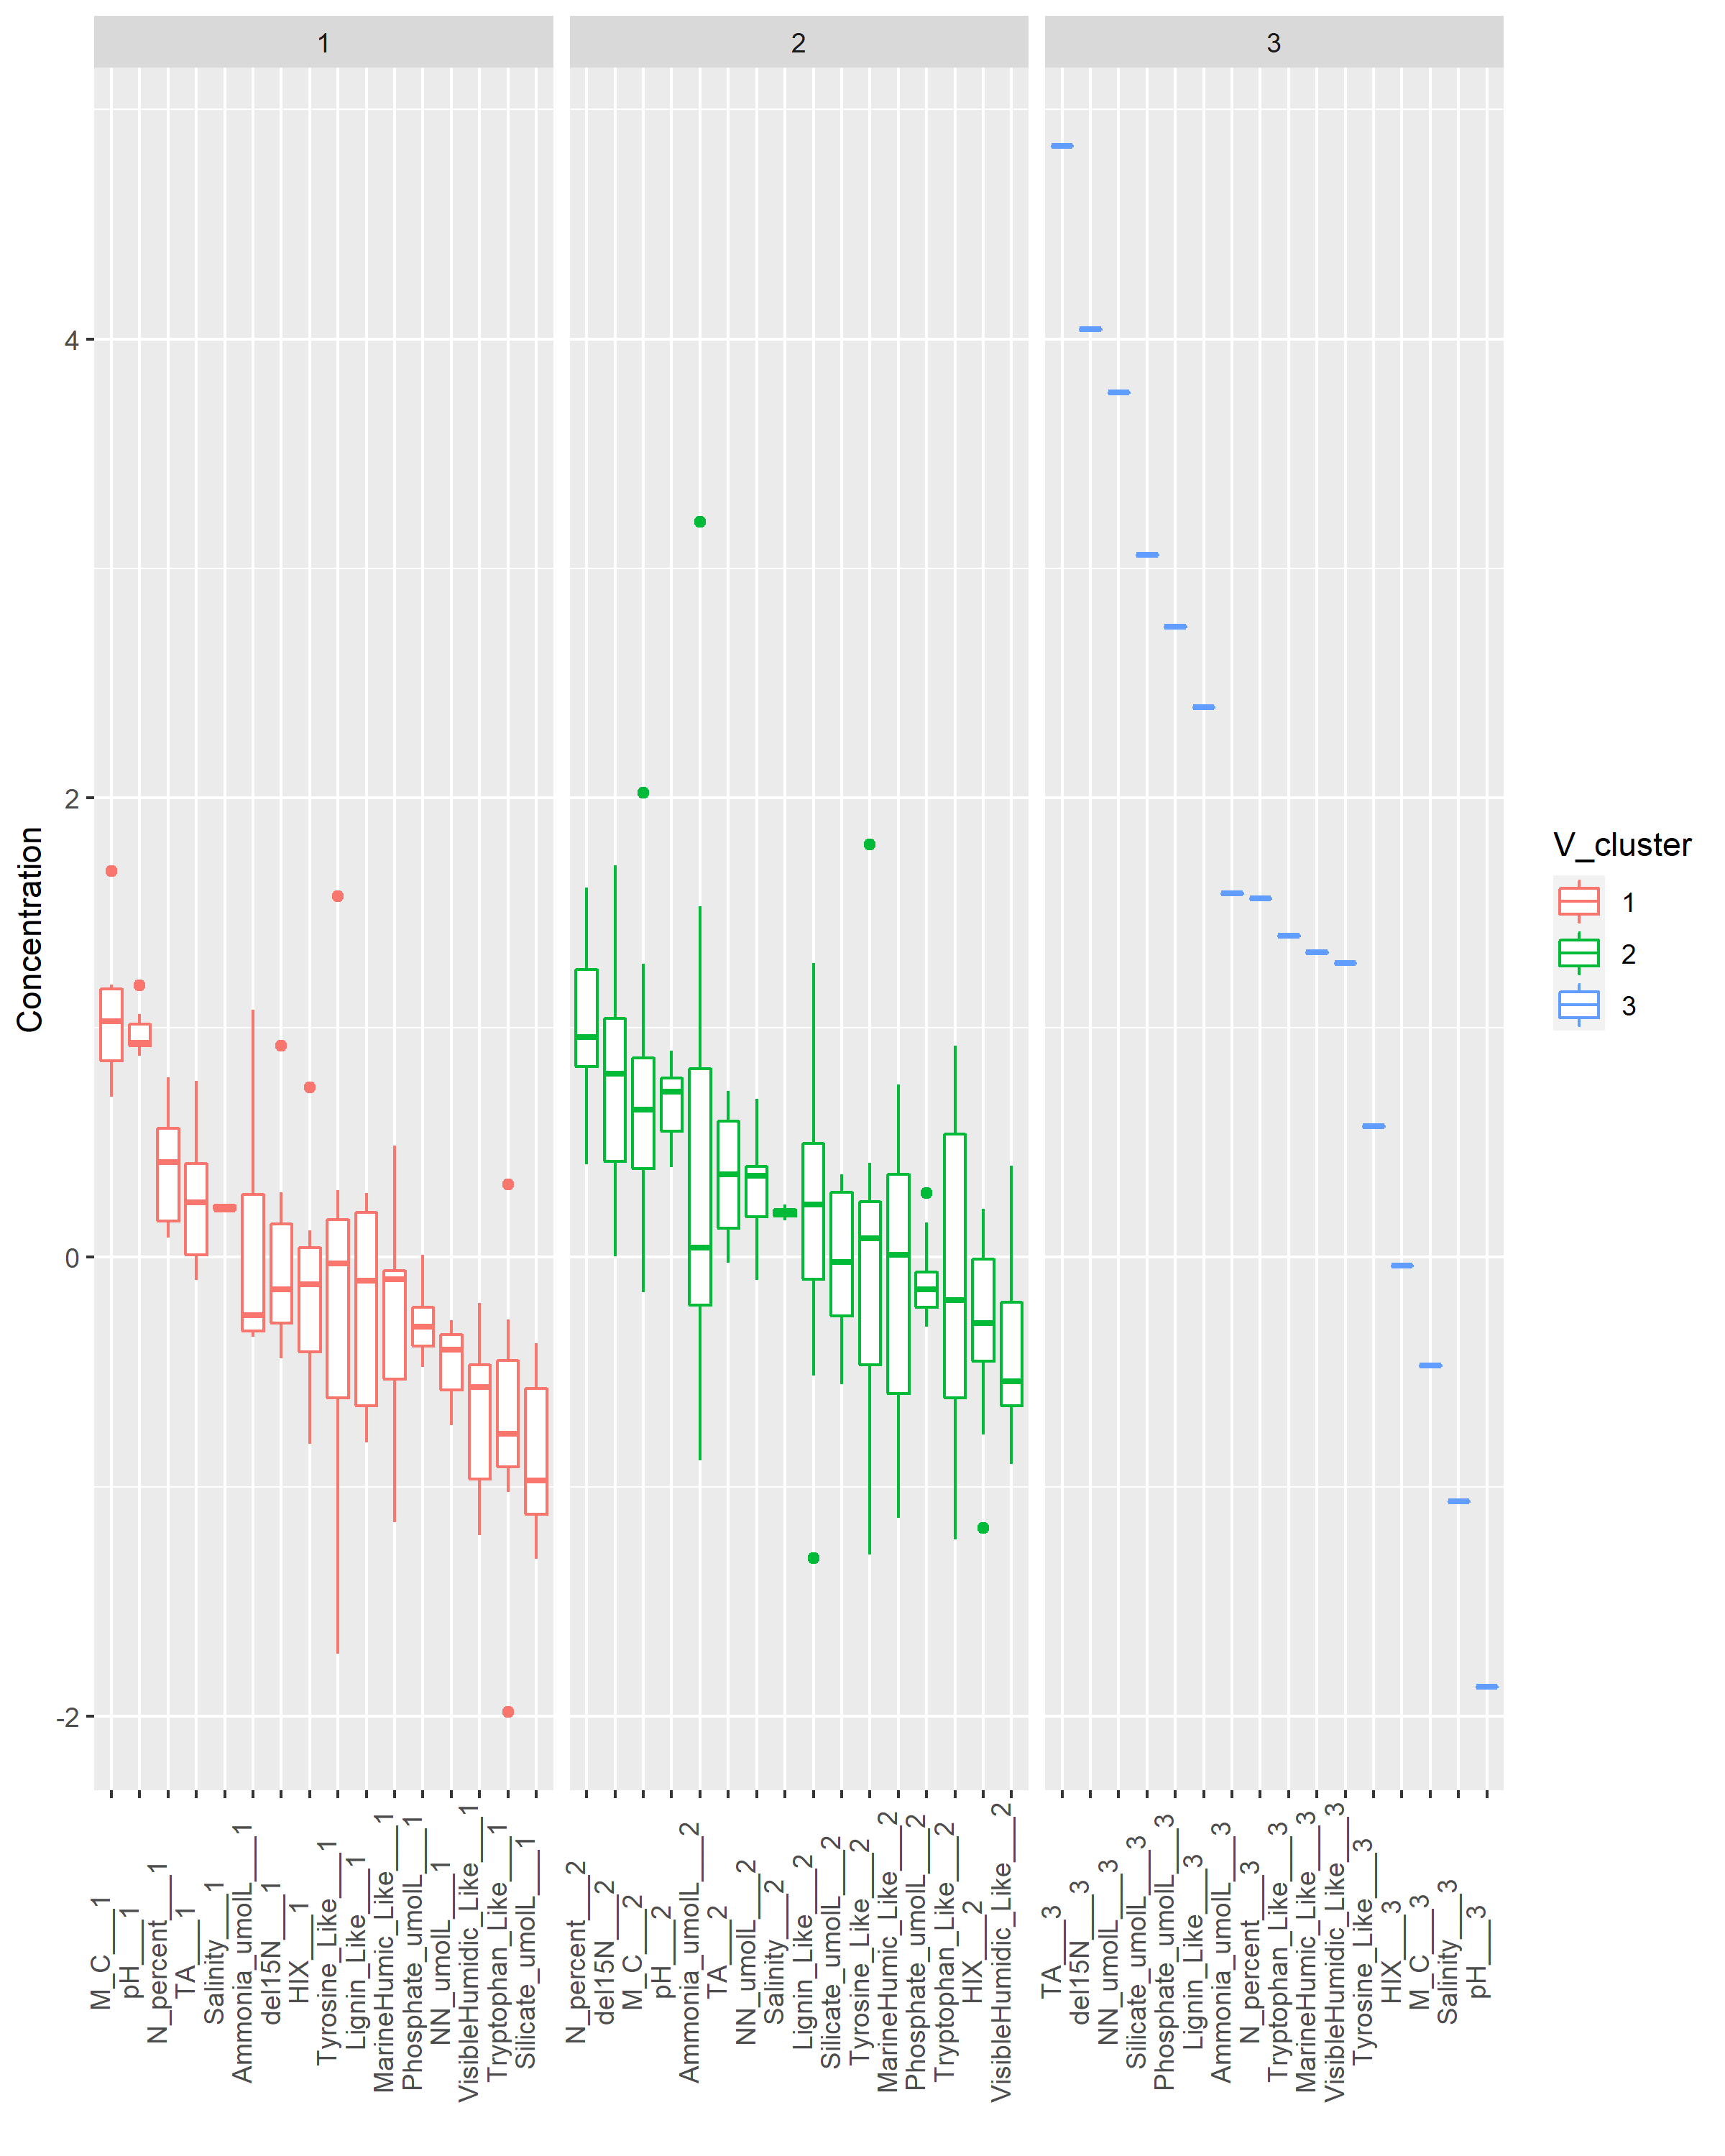 1
2
3
4
2
0
-2
Concentration
M_C___1
pH___1
N_percent___1
TA___1
Salinity___1
Ammonia_umolL___1
del15N___1
HIX___1
Tyrosine_Like___1
Lignin_Like___1
MarineHumic_Like___1
Phosphate_umolL___1
NN_umolL___1
VisibleHumidic_Like___1
Tryptophan_Like___1
Silicate_umolL___1
N_percent___2
del15N___2
M_C___2
pH___2
Ammonia_umolL___2
TA___2
NN_umolL___2
Salinity___2
Lignin_Like___2
Silicate_umolL___2
Tyrosine_Like___2
MarineHumic_Like___2
Phosphate_umolL___2
Tryptophan_Like___2
HIX___2
VisibleHumidic_Like___2
TA___3
del15N___3
NN_umolL___3
Silicate_umolL___3
Phosphate_umolL___3
Lignin_Like___3
Ammonia_umolL___3
N_percent___3
Tryptophan_Like___3
MarineHumic_Like___3
VisibleHumidic_Like___3
Tyrosine_Like___3
HIX___3
M_C___3
Salinity___3
pH___3
V_cluster
1
2
3